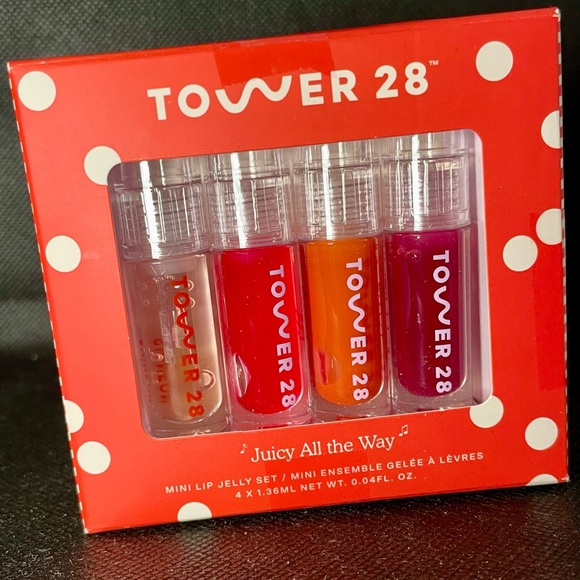 TOWER 28™
TOWER 28
TOWER 28
TOWER 28
TOWER 28
♪ Juicy All the Way ♫
MINI LIP JELLY SET / MINI ENSEMBLE GELÉE À LÈVRES
4 X 1.36ML NET WT. 0.04FL. OZ.